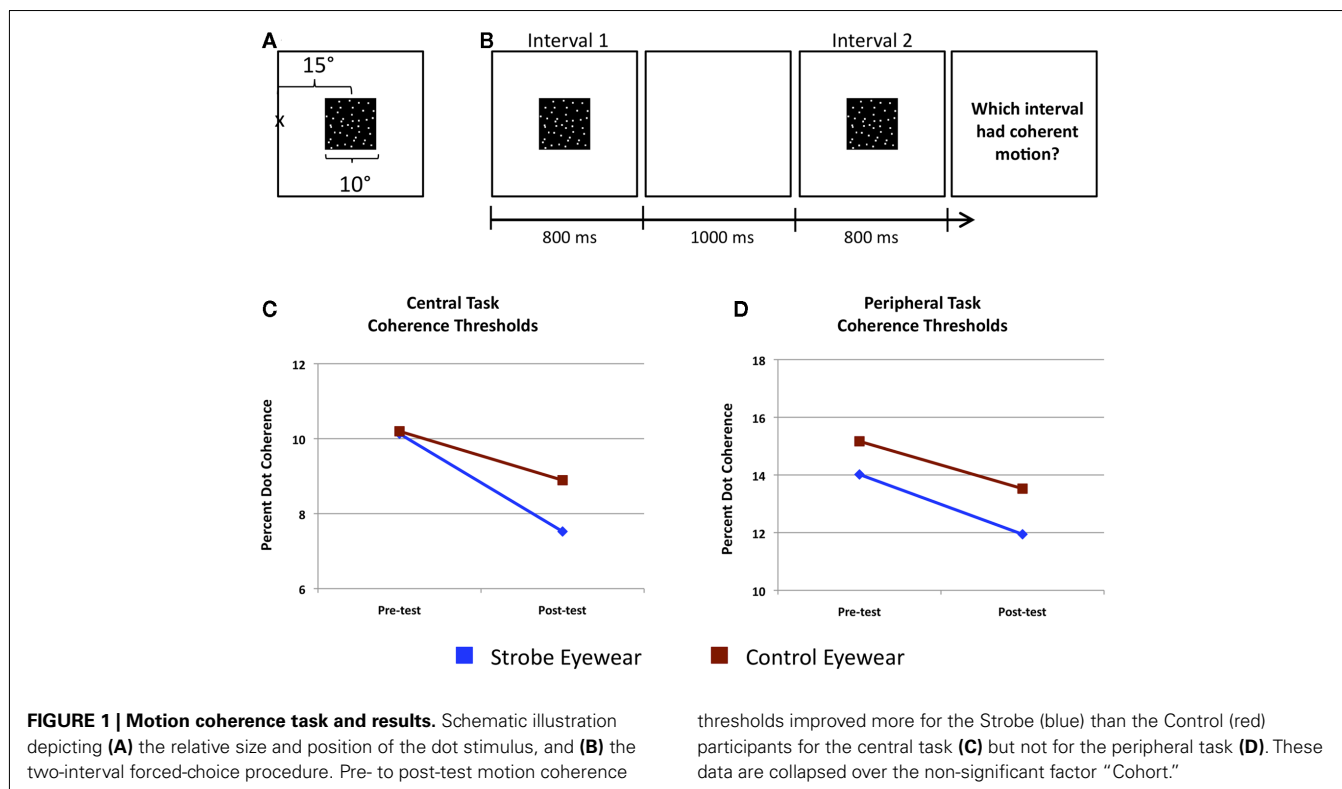 A
15°
x
10°
B
Interval 1
Interval 2
Which interval
had coherent
motion?
800 ms
1000 ms
800 ms
C
Central Task
Coherence Thresholds
Percent Dot Coherence
12
10
8
6
Pre-test
Post-test
D
Peripheral Task
Coherence Thresholds
Percent Dot Coherence
18
16
14
12
10
Pre-test
Post-test
Strobe Eyewear
Control Eyewear
FIGURE 1 | Motion coherence task and results. Schematic illustration
depicting (A) the relative size and position of the dot stimulus, and (B) the
two-interval forced-choice procedure. Pre- to post-test motion coherence
thresholds improved more for the Strobe (blue) than the Control (red)
participants for the central task (C) but not for the peripheral task (D). These
data are collapsed over the non-significant factor “Cohort.”